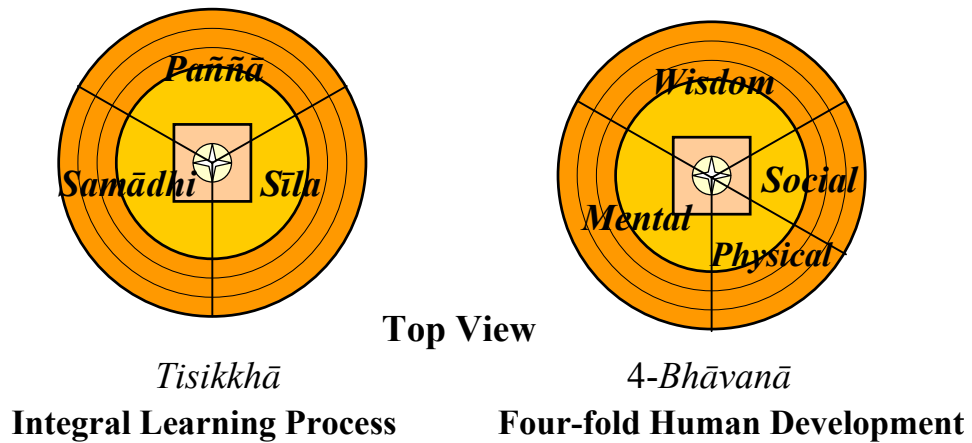 Paññā
Samādhi Sīla
Wisdom
Social
Mental
Physical
Top View
Tisikkhā
Integral Learning Process
4-Bhāvanā
Four-fold Human Development